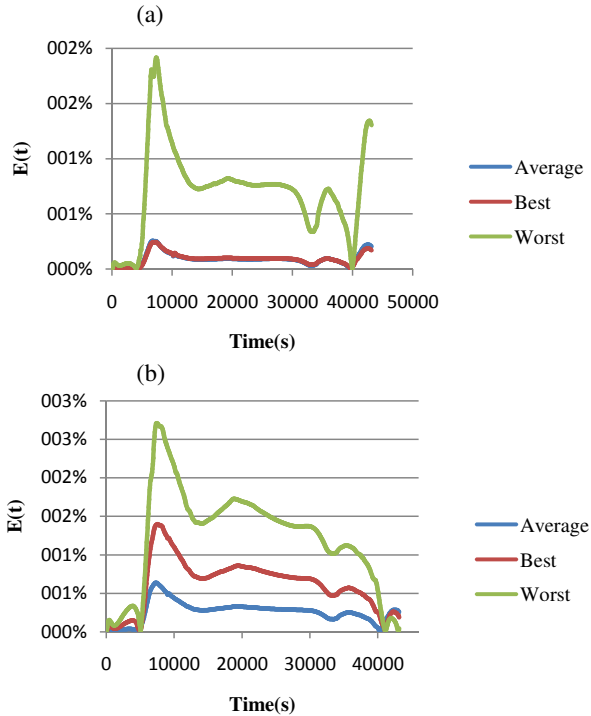 (a)
002%
002%
001%
001%
000%
E(t)
0 10000 20000 30000 40000 50000
Time(s)
Average
Best
Worst
(b)
003%
003%
002%
002%
001%
001%
000%
E(t)
0 10000 20000 30000 40000
Time(s)
Average
Best
Worst